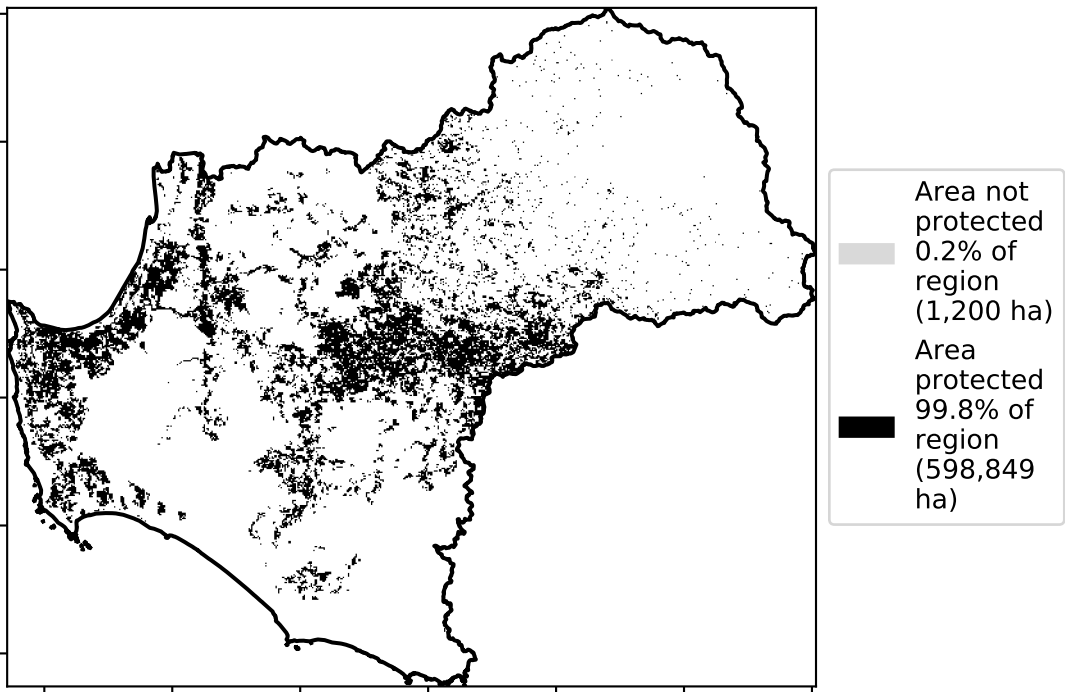 Area not
protected
0.2% of
region
(1,200 ha)
Area
protected
99.8% of
region
(598,849
ha)